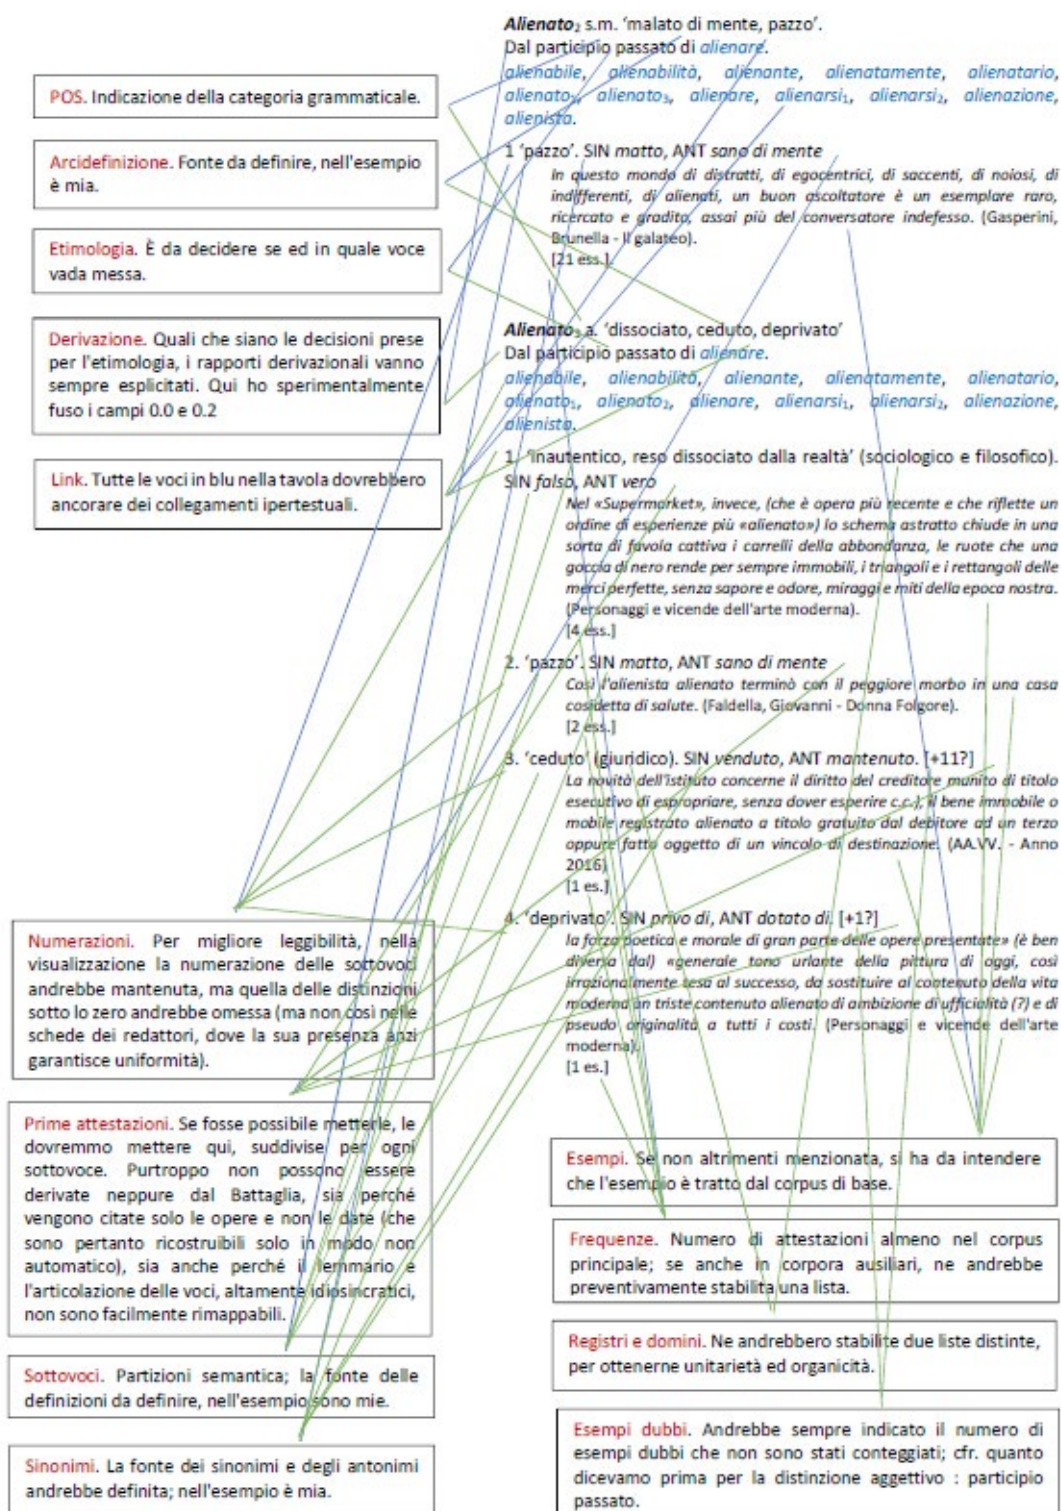 POS. Indicazione della categoria grammaticale.
Arcidefinizione. Fonte da definire, nell'esempio
è mia.
Etimologia. È da decidere se ed in quale voce
vada messa.
Derivazione. Quali che siano le decisioni prese
per l'etimologia, i rapporti derivazionali vanno
sempre esplicitati. Qui ho sperimentalmente
fuso i campi 0.0 e 0.2
Link. Tutte le voci in blu nella tavola dovrebbero
ancorare dei collegamenti ipertestuali.
Alienato₂ s.m. ‘malato di mente, pazzo’.
Dal participio passato di alienare.
alienabile, alienabilità, alienante, alienatamente, alienatario,
alienato₁, alienato₃, alienare, alienarsi₁, alienarsi₂, alienazione,
alienista.
1 ‘pazzo’. SIN matto, ANT sano di mente
In questo mondo di distratti, di egocentrici, di saccenti, di noiosi, di
indifferenti, di alienati, un buon ascoltatore è un esemplare raro,
ricercato e gradito, assai più del conversatore indefesso. (Gasperini,
Brunella - Il galateo).
[21 ess.].
Alienato₃ a. ‘dissociato, ceduto, deprivato’
Dal participio passato di alienare.
alienabile, alienabilità, alienante, alienatamente, alienatario,
alienato₁, alienato₂, alienare, alienarsi₁, alienarsi₂, alienazione,
alienista.
1. ‘inautentico, reso dissociato dalla realtà’ (sociologico e filosofico).
SIN falso, ANT vero
Nel «Supermarket», invece, (che è opera più recente e che riflette un
ordine di esperienze più «alienato») lo schema astratto chiude in una
sorta di favola cattiva i carrelli della abbondanza, le ruote che una
goccia di nero rende per sempre immobili, i triangoli e i rettangoli delle
merci perfette, senza sapore e odore, miraggi e miti della epoca nostra.
(Personaggi e vicende dell'arte moderna).
[4 ess.]
2. ‘pazzo’. SIN matto, ANT sano di mente
Così l'alienista alienato terminò con il peggiore morbo in una casa
cosidetta di salute. (Faldella, Giovanni - Donna Folgore).
[2 ess.]
3. ‘ceduto’ (giuridico). SIN venduto, ANT mantenuto. [+11?]
La novità dell'istituto concerne il diritto del creditore munito di titolo
esecutivo di espropriare, senza dover esperire c.c.), il bene immobile o
mobile registrato alienato a titolo gratuito dal debitore ad un terzo
oppure fatto oggetto di un vincolo di destinazione. (AA.VV. - Anno
2016)
[1 es.]
4. ‘deprivato’. SIN privo di, ANT dotato di. [+1?]
la forza poetica e morale di gran parte delle opere presentate» (è ben
diversa dal) «generale tono urlante della pittura di oggi, così
irrazionalmente tesa al successo, da sostituire al contenuto della vita
moderna un triste contenuto alienato di ambizione di ufficialità (?) e di
pseudo originalità a tutti i costi. (Personaggi e vicende dell'arte
moderna).
[1 es.]
Numerazioni. Per migliore leggibilità, nella
visualizzazione la numerazione delle sottovoci
andrebbe mantenuta, ma quella delle distinzioni
sotto lo zero andrebbe omessa (ma non così nelle
schede dei redattori, dove la sua presenza anzi
garantisce uniformità).
Prime attestazioni. Se fosse possibile metterle, le
dovremmo mettere qui, suddivise per ogni
sottovoce. Purtroppo non possono essere
derivate neppure dal Battaglia, sia perché
vengono citate solo le opere e non le date (che
sono pertanto ricostruibili solo in modo non
automatico), sia anche perché il lemmario e
l'articolazione delle voci, altamente idiosincratici,
non sono facilmente rimappabili.
Sottovoci. Partizioni semantica; la fonte delle
definizioni da definire, nell'esempio sono mie.
Sinonimi. La fonte dei sinonimi e degli antonimi
andrebbe definita; nell'esempio è mia.
Esempi. Se non altrimenti menzionata, si ha da intendere
che l'esempio è tratto dal corpus di base.
Frequenze. Numero di attestazioni almeno nel corpus
principale; se anche in corpora ausiliari, ne andrebbe
preventivamente stabilita una lista.
Registri e domini. Ne andrebbero stabilite due liste distinte,
per ottenerne unitarietà ed organicità.
Esempi dubbi. Andrebbe sempre indicato il numero di
esempi dubbi che non sono stati conteggiati; cfr. quanto
dicevamo prima per la distinzione aggettivo : participio
passato.